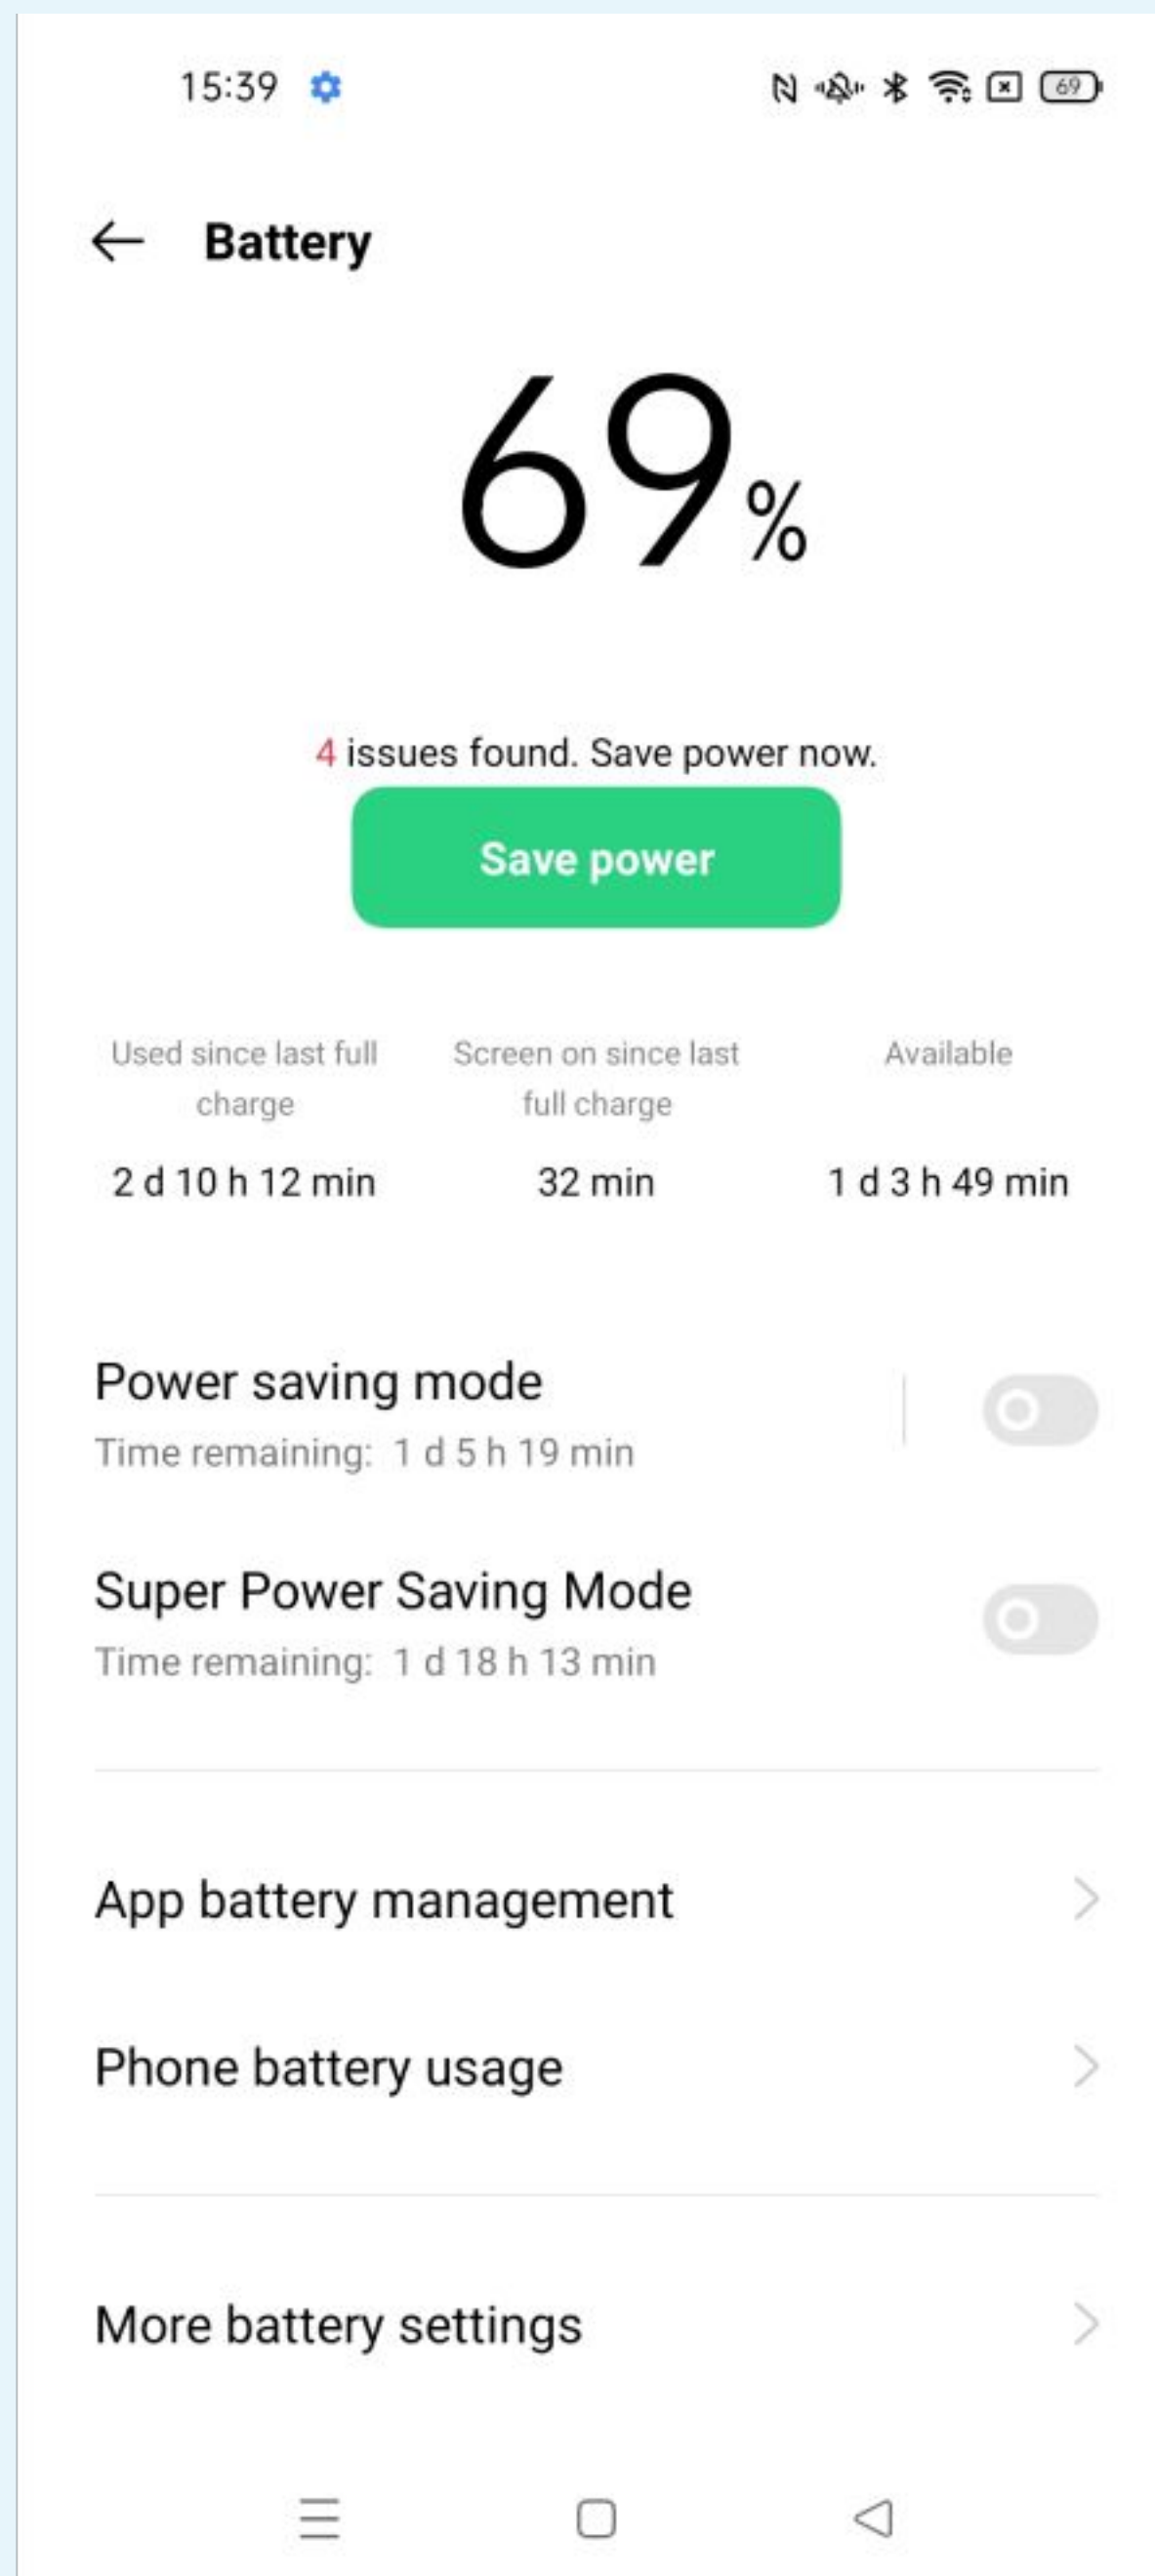 15:39 69
Battery
69%
4 issues found. Save power now.
Save power
Used since last full charge
Screen on since last full charge
Available
2 d 10 h 12 min
32 min
1 d 3 h 49 min
Power saving mode
Time remaining: 1 d 5 h 19 min
Super Power Saving Mode
Time remaining: 1 d 18 h 13 min
App battery management
Phone battery usage
More battery settings